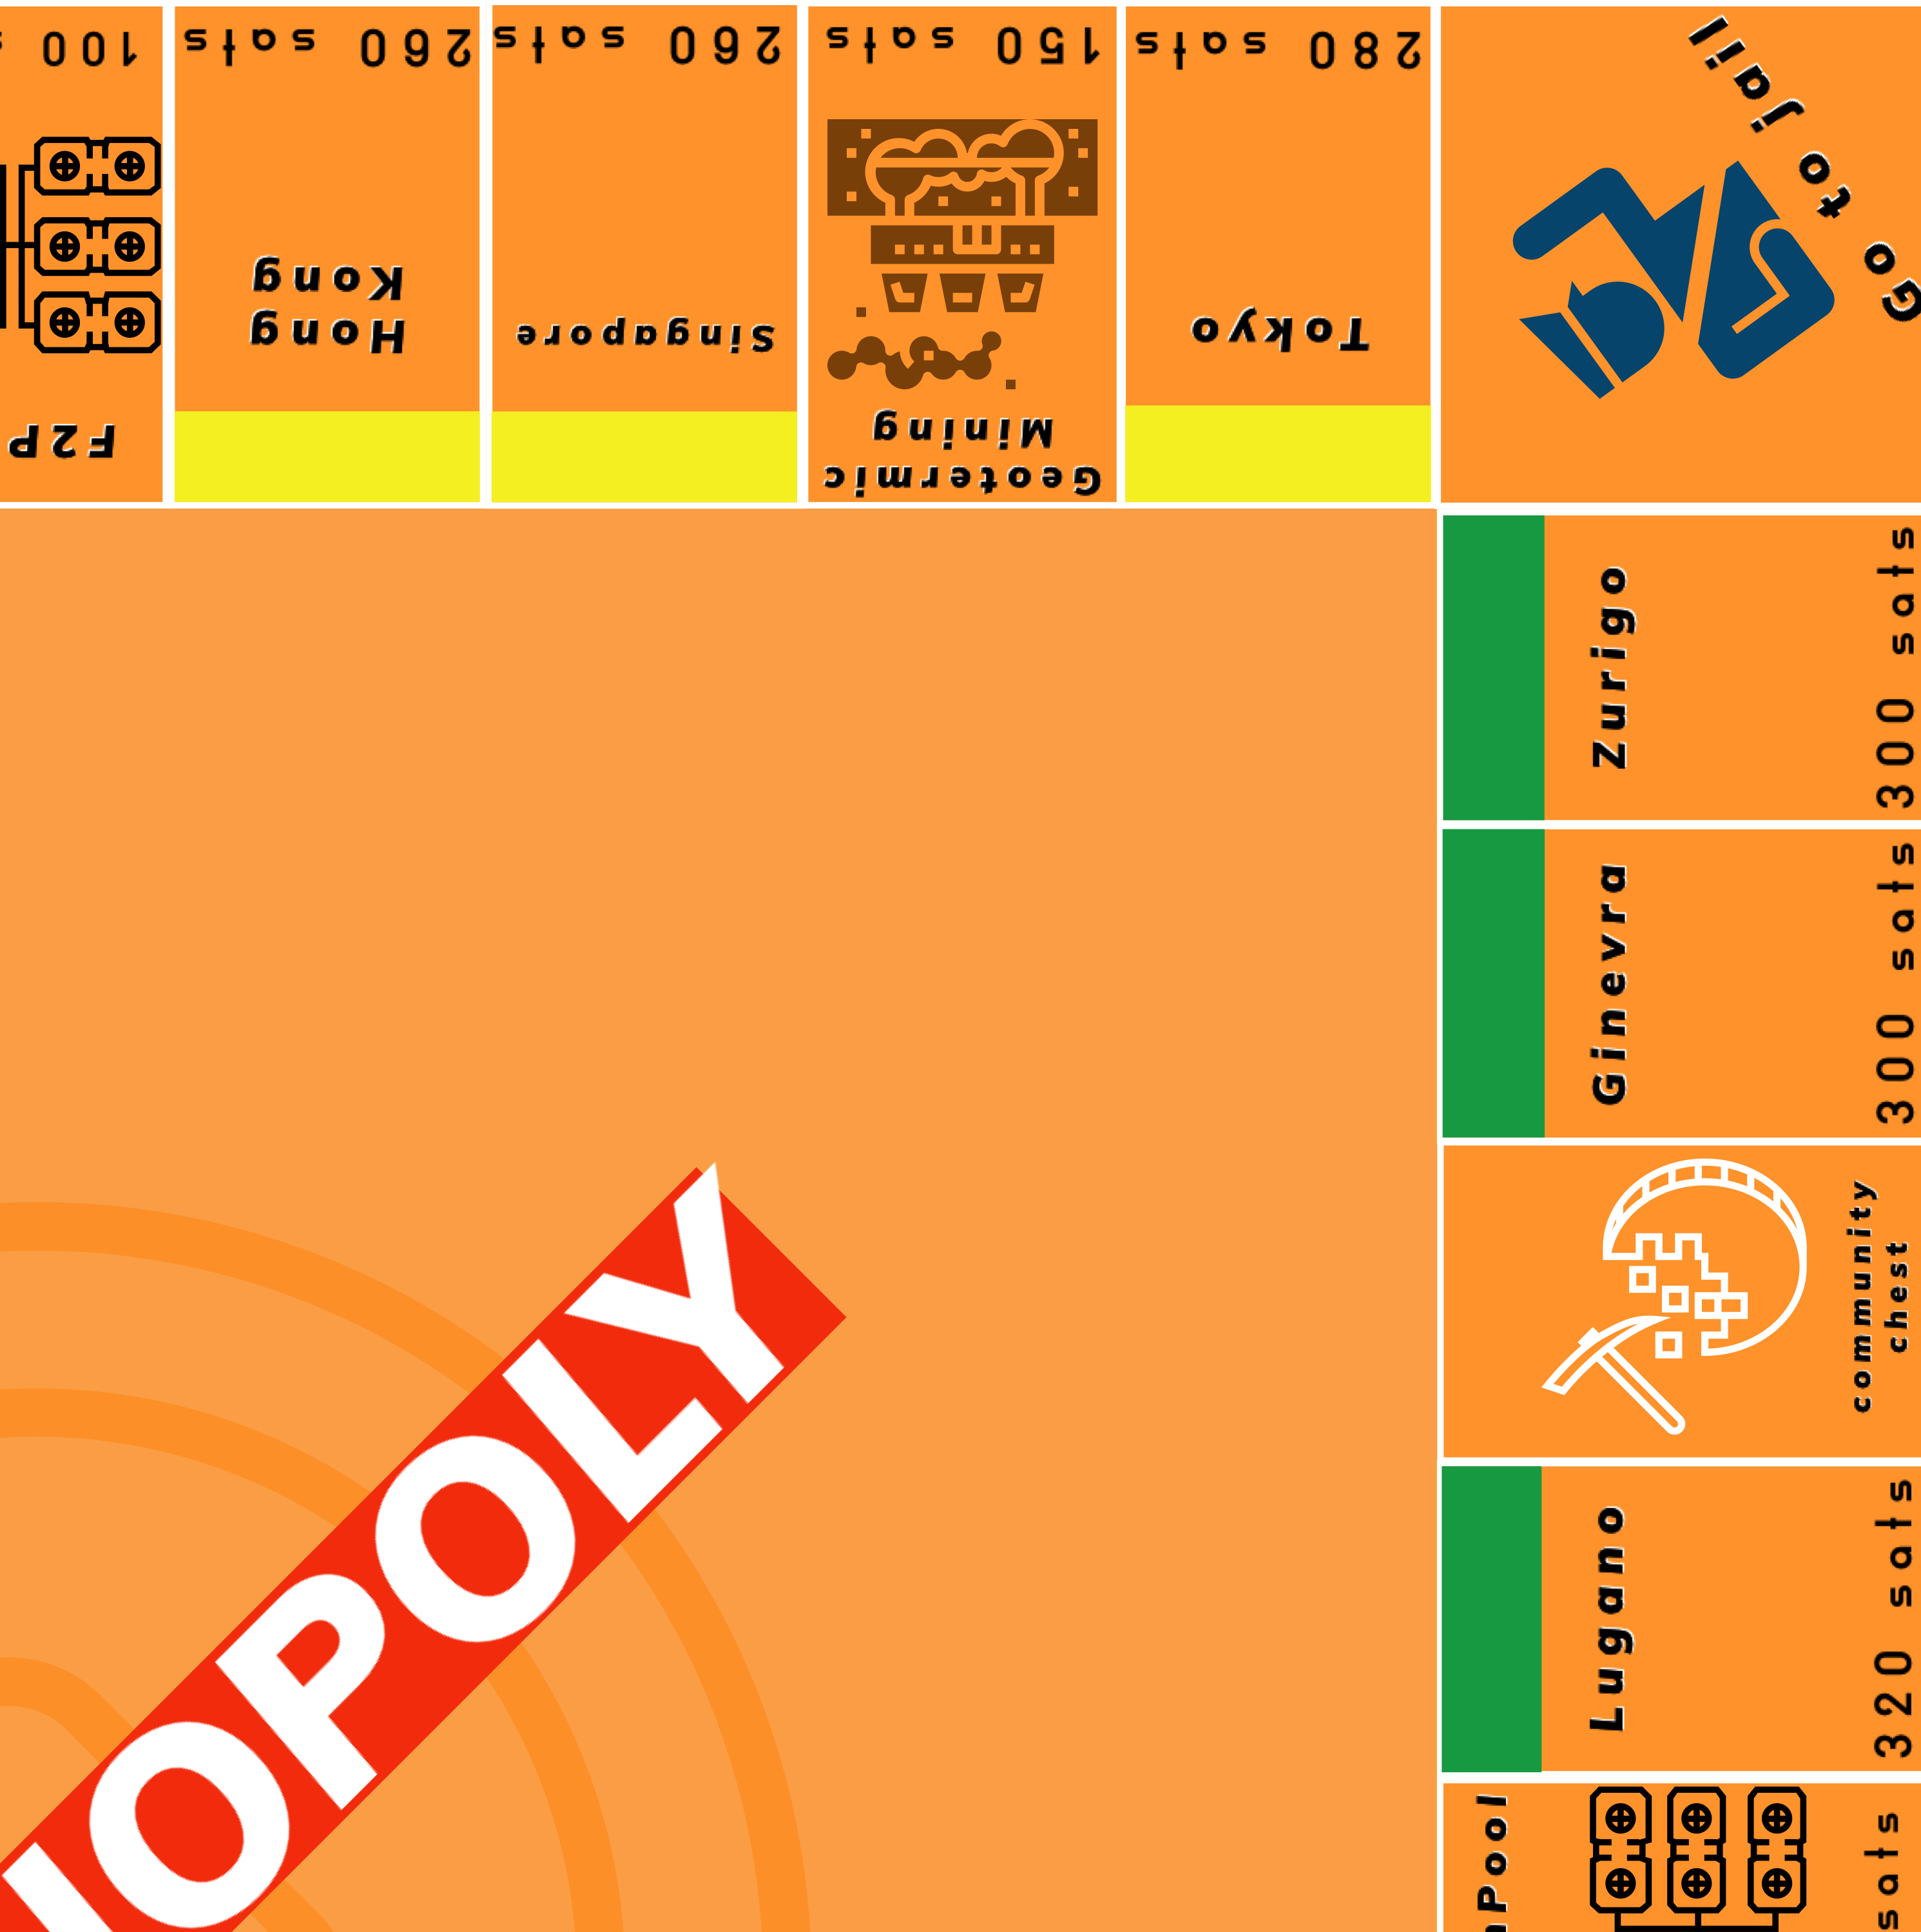 100
F2P
260 sats
Hong
Kong
260 sats
Singapore
150 sats
Geotermic
Mining
280 sats
Tokyo
Go to jail
Zurigo
300 sats
Ginevra
300 sats
community
chest
Lugano
320 sats
Pool
sats
OPOLY